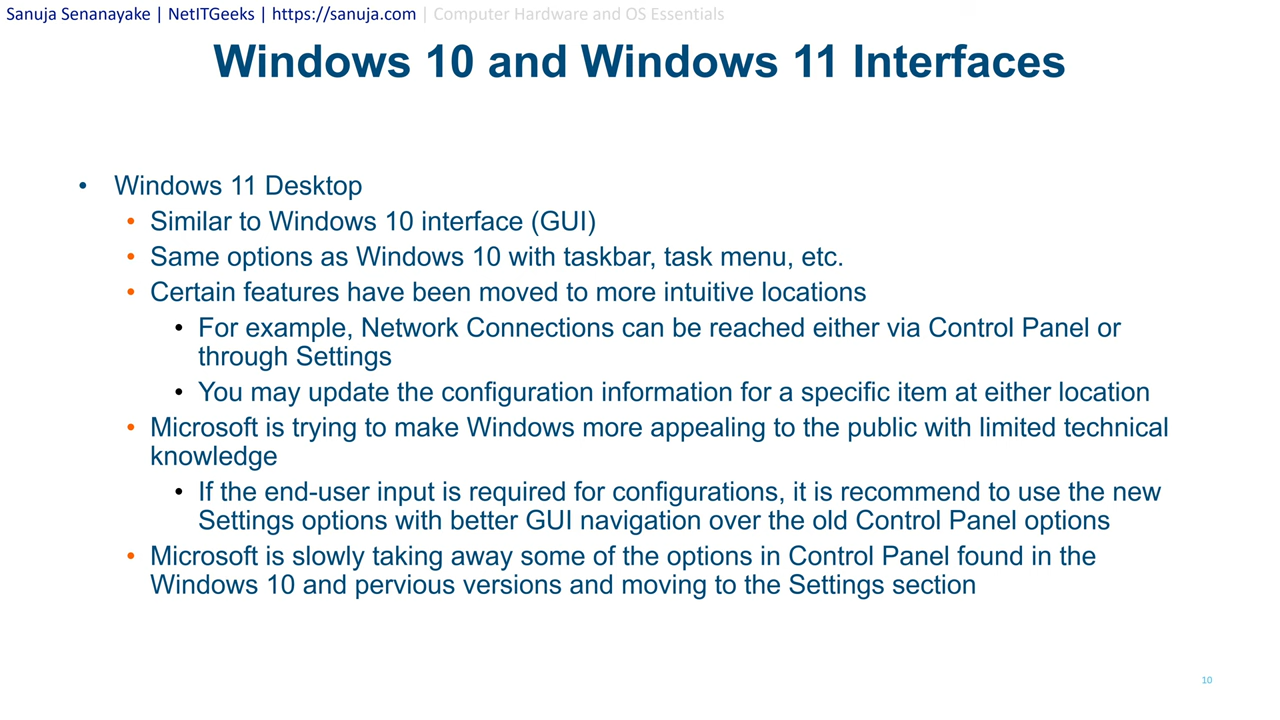 Sanuja Senanayake | NetITGeeks | https://sanuja.com | Computer Hardware and OS Essentials
Windows 10 and Windows 11 Interfaces
• Windows 11 Desktop
• Similar to Windows 10 interface (GUI)
• Same options as Windows 10 with taskbar, task menu, etc.
• Certain features have been moved to more intuitive locations
• For example, Network Connections can be reached either via Control Panel or
through Settings
• You may update the configuration information for a specific item at either location
• Microsoft is trying to make Windows more appealing to the public with limited technical
knowledge
• If the end-user input is required for configurations, it is recommend to use the new
Settings options with better GUI navigation over the old Control Panel options
• Microsoft is slowly taking away some of the options in Control Panel found in the
Windows 10 and pervious versions and moving to the Settings section
10